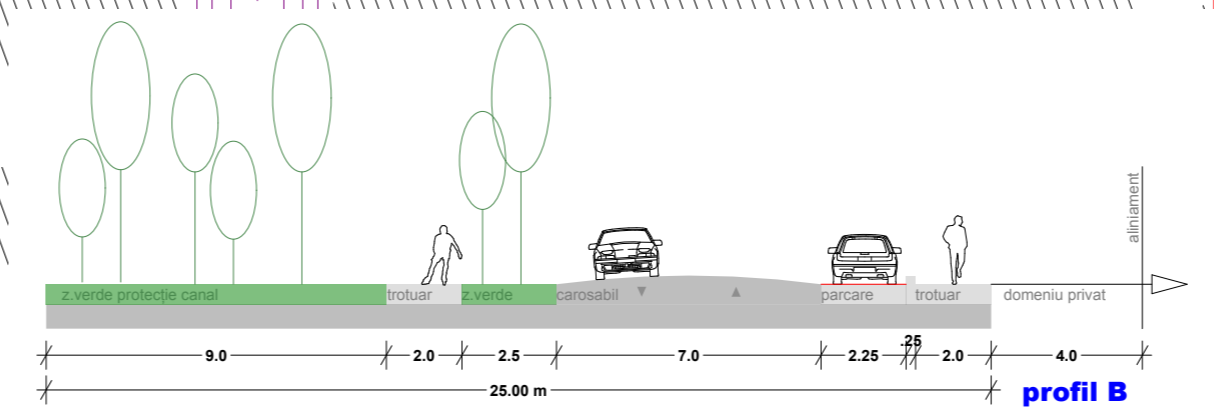 aliniament
z.verde protecție canal
trotuar
z.verde
carosabil
parcare
trotuar
domeniu privat
9.0
2.0
2.5
7.0
2.25
.25
2.0
4.0
25.00 m
profil B